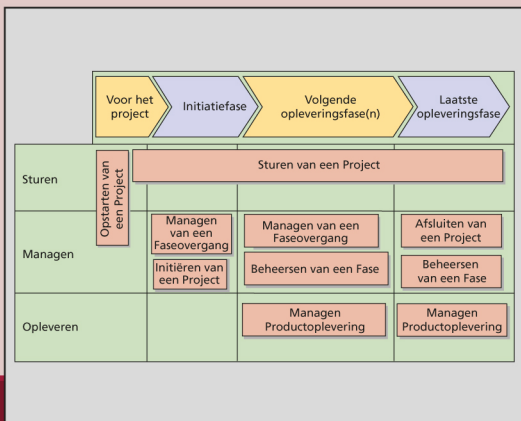 Voor het
project
Initiatiefase
Volgende
opleveringsfase(n)
Laatste
opleveringsfase
Sturen
Opstarten van
een Project
Sturen van een Project
Managen
Managen
van een
Faseovergang
Initiëren van
een Project
Managen van een
Faseovergang
Beheersen van een Fase
Afsluiten van
een Project
Beheersen
van een Fase
Opleveren
Managen
Productoplevering
Managen
Productoplevering